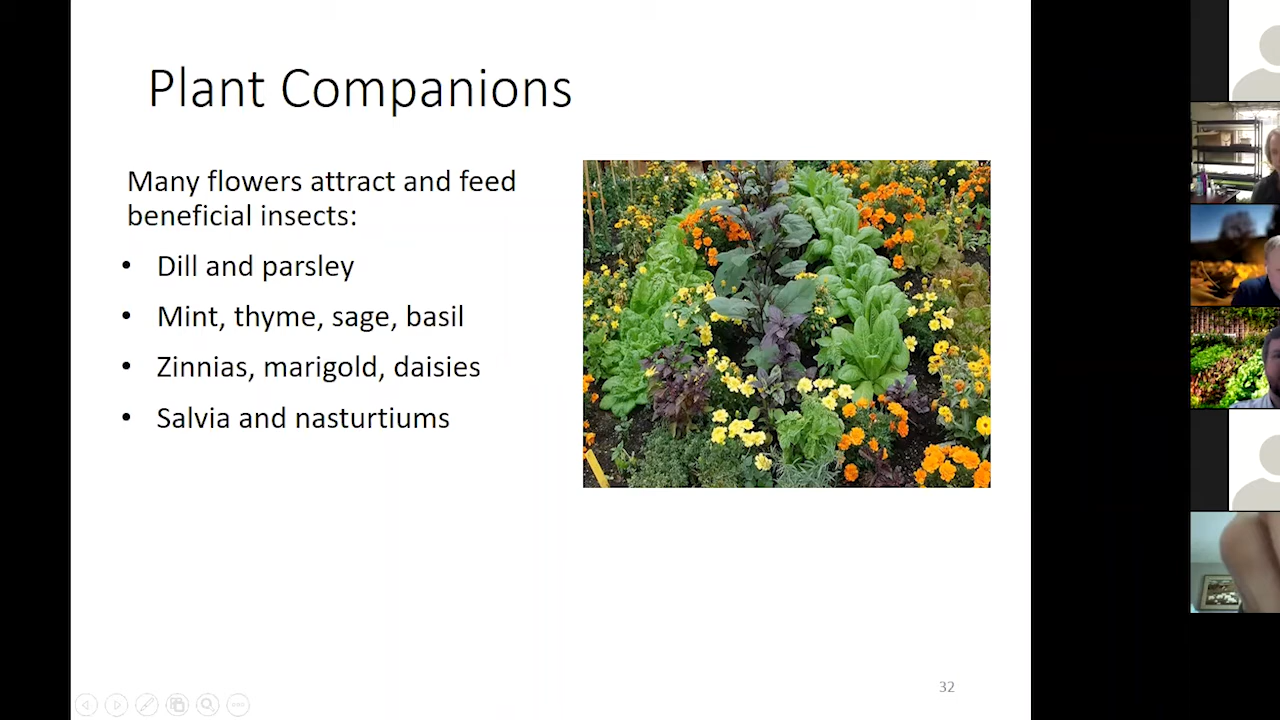 Plant Companions
Many flowers attract and feed
beneficial insects:
• Dill and parsley
• Mint, thyme, sage, basil
• Zinnias, marigold, daisies
• Salvia and nasturtiums
32